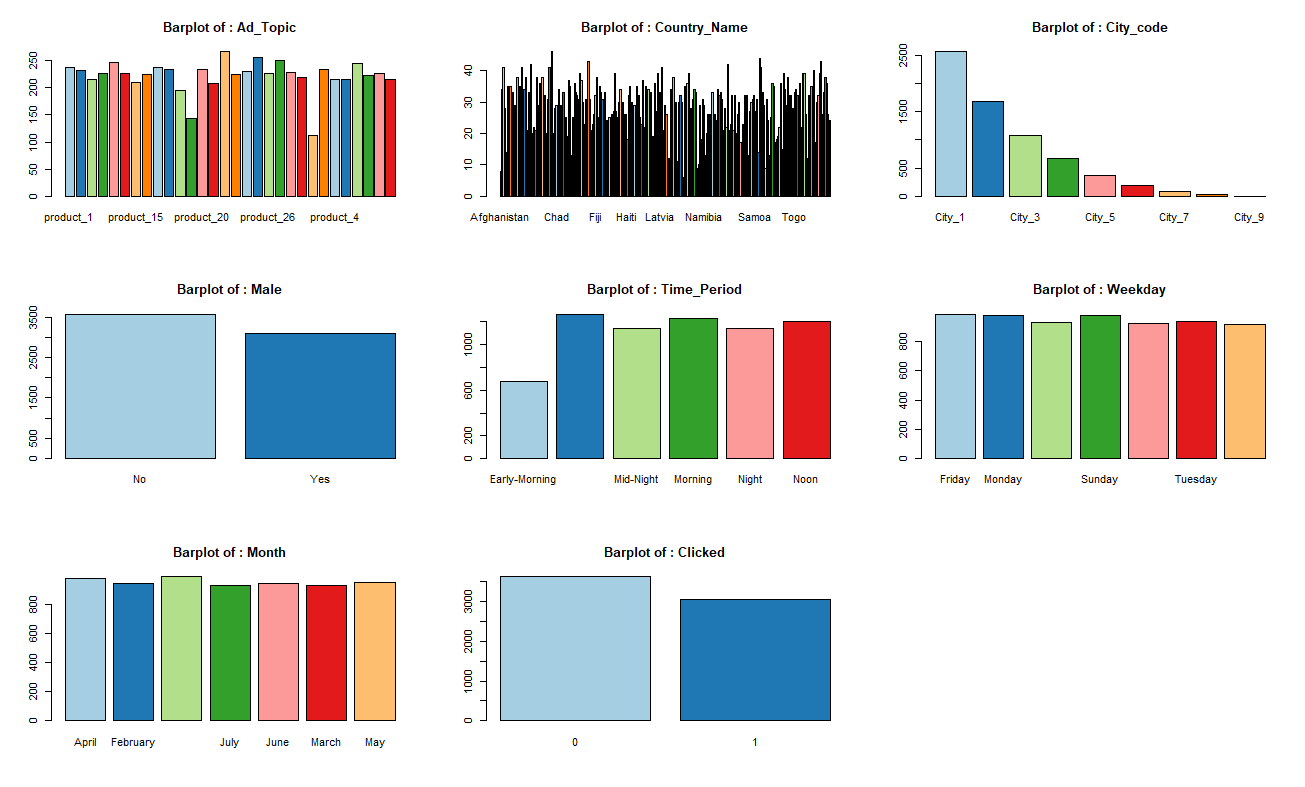 Barplot of : Ad_Topic
250
200
150
100
50
0
product_1 product_15 product_20 product_26 product_4
Barplot of : Country_Name
40
30
20
10
0
Afghanistan Chad Fiji Haiti Latvia Namibia Samoa Togo
Barplot of : City_code
2500
1500
500
0
City_1 City_3 City_5 City_7 City_9
Barplot of : Male
3500
2500
1500
500
0
No Yes
Barplot of : Time_Period
1000
600
200
0
Early-Morning Mid-Night Morning Night Noon
Barplot of : Weekday
800
600
400
200
0
Friday Monday Sunday Tuesday
Barplot of : Month
800
600
400
200
0
April February July June March May
Barplot of : Clicked
3000
2000
1000
0
0 1